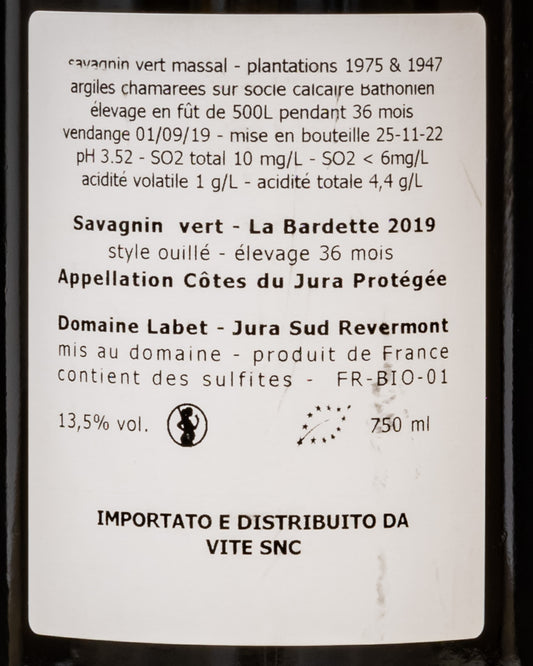 savagnin vert massal - plantations 1975 & 1947
argiles chamarees sur socle calcaire Bathonien
élevage en fût de 500L pendant 36 mois
vendange 01/09/19 - mise en bouteille 25-11-22
pH 3.52 - SO2 total 10 mg/L - SO2 < 6mg/L
acidité volatile 1 g/L - acidité totale 4,4 g/L
Savagnin vert - La Bardette 2019
style ouillé - élevage 36 mois
Appellation Côtes du Jura Protégée
Domaine Labet - Jura Sud Revermont
mis au domaine - produit de France
contient des sulfites - FR-BIO-01
13,5% vol. 750 ml
IMPORTATO E DISTRIBUITO DA
VITE SNC